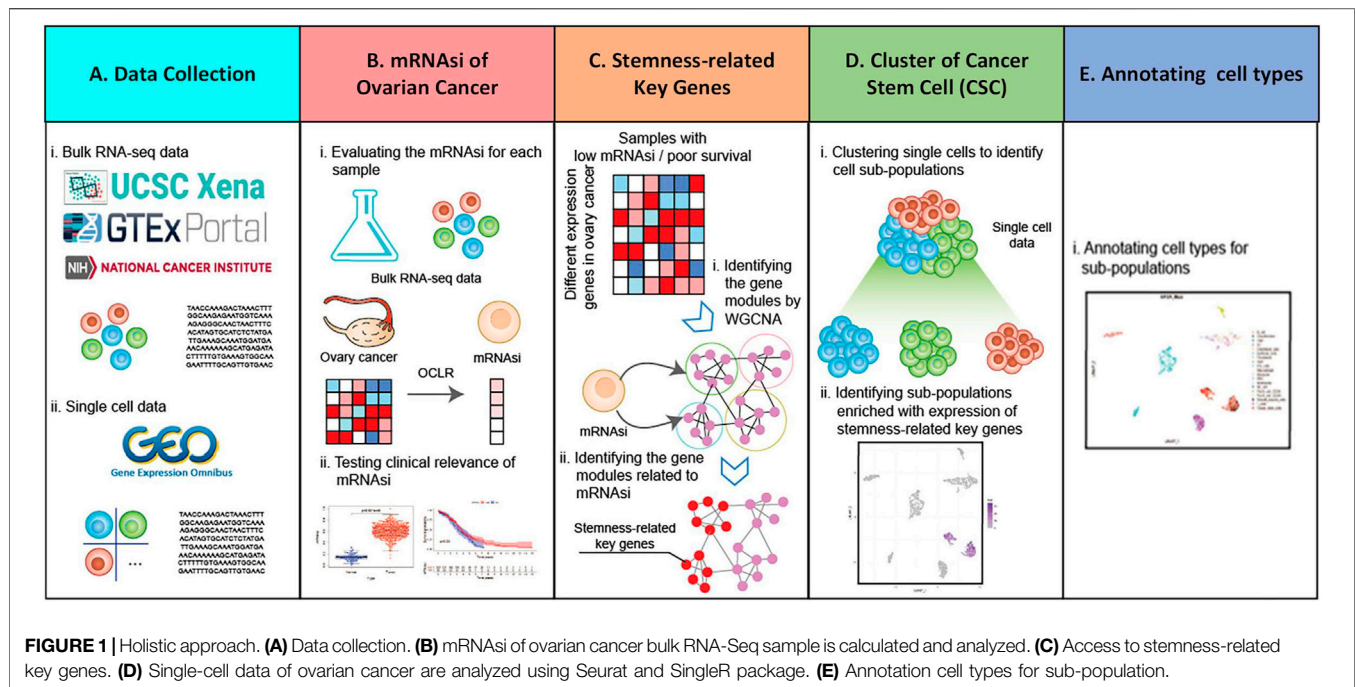 A. Data Collection
i. Bulk RNA-seq data
UCSC Xena
GTEx Portal
NIH NATIONAL CANCER INSTITUTE
TAACCAAAGACTAAACTTT
GGCAAGAGAATGGTCAAA
AGAGGGCAACTAACTTTC
ACATAGTGCATCTCTATGA
TTGAAAGCAAATGGATGA
AACAAAAAAGCATGAGATA
CTTTTTGTGAAAGTGGCAA
GAATTTTGCAGTTGTGAAC
ii. Single cell data
GEO
Gene Expression Omnibus
TAACCAAAGACTAAACTTT
GGCAAGAGAATGGTCAAA
AGAGGGCAACTAACTTTC
ACATAGTGCATCTCTATGA
TTGAAAGCAAATGGATGA
AACAAAAAAGCATGAGATA
CTTTTTGTGAAAGTGGCAA
GAATTTTGCAGTTGTGAAC
...
B. mRNAsi of
Ovarian Cancer
i. Evaluating the mRNAsi for each
sample
Bulk RNA-seq data
Ovary cancer
mRNAsi
OCLR
ii. Testing clinical relevance of
mRNAsi
C. Stemness-related
Key Genes
Samples with
low mRNAsi / poor survival
Different expression
genes in ovary cancer
i. Identifying
the gene
modules by
WGCNA
mRNAsi
ii. Identifying the gene
modules related to
mRNAsi
Stemness-related
key genes
D. Cluster of Cancer
Stem Cell (CSC)
i. Clustering single cells to identify
cell sub-populations
Single cell
data
ii. Identifying sub-populations
enriched with expression of
stemness-related key genes
E. Annotating cell types
i. Annotating cell types for
sub-populations
FIGURE 1 | Holistic approach. (A) Data collection. (B) mRNAsi of ovarian cancer bulk RNA-Seq sample is calculated and analyzed. (C) Access to stemness-related
key genes. (D) Single-cell data of ovarian cancer are analyzed using Seurat and SingleR package. (E) Annotation cell types for sub-population.